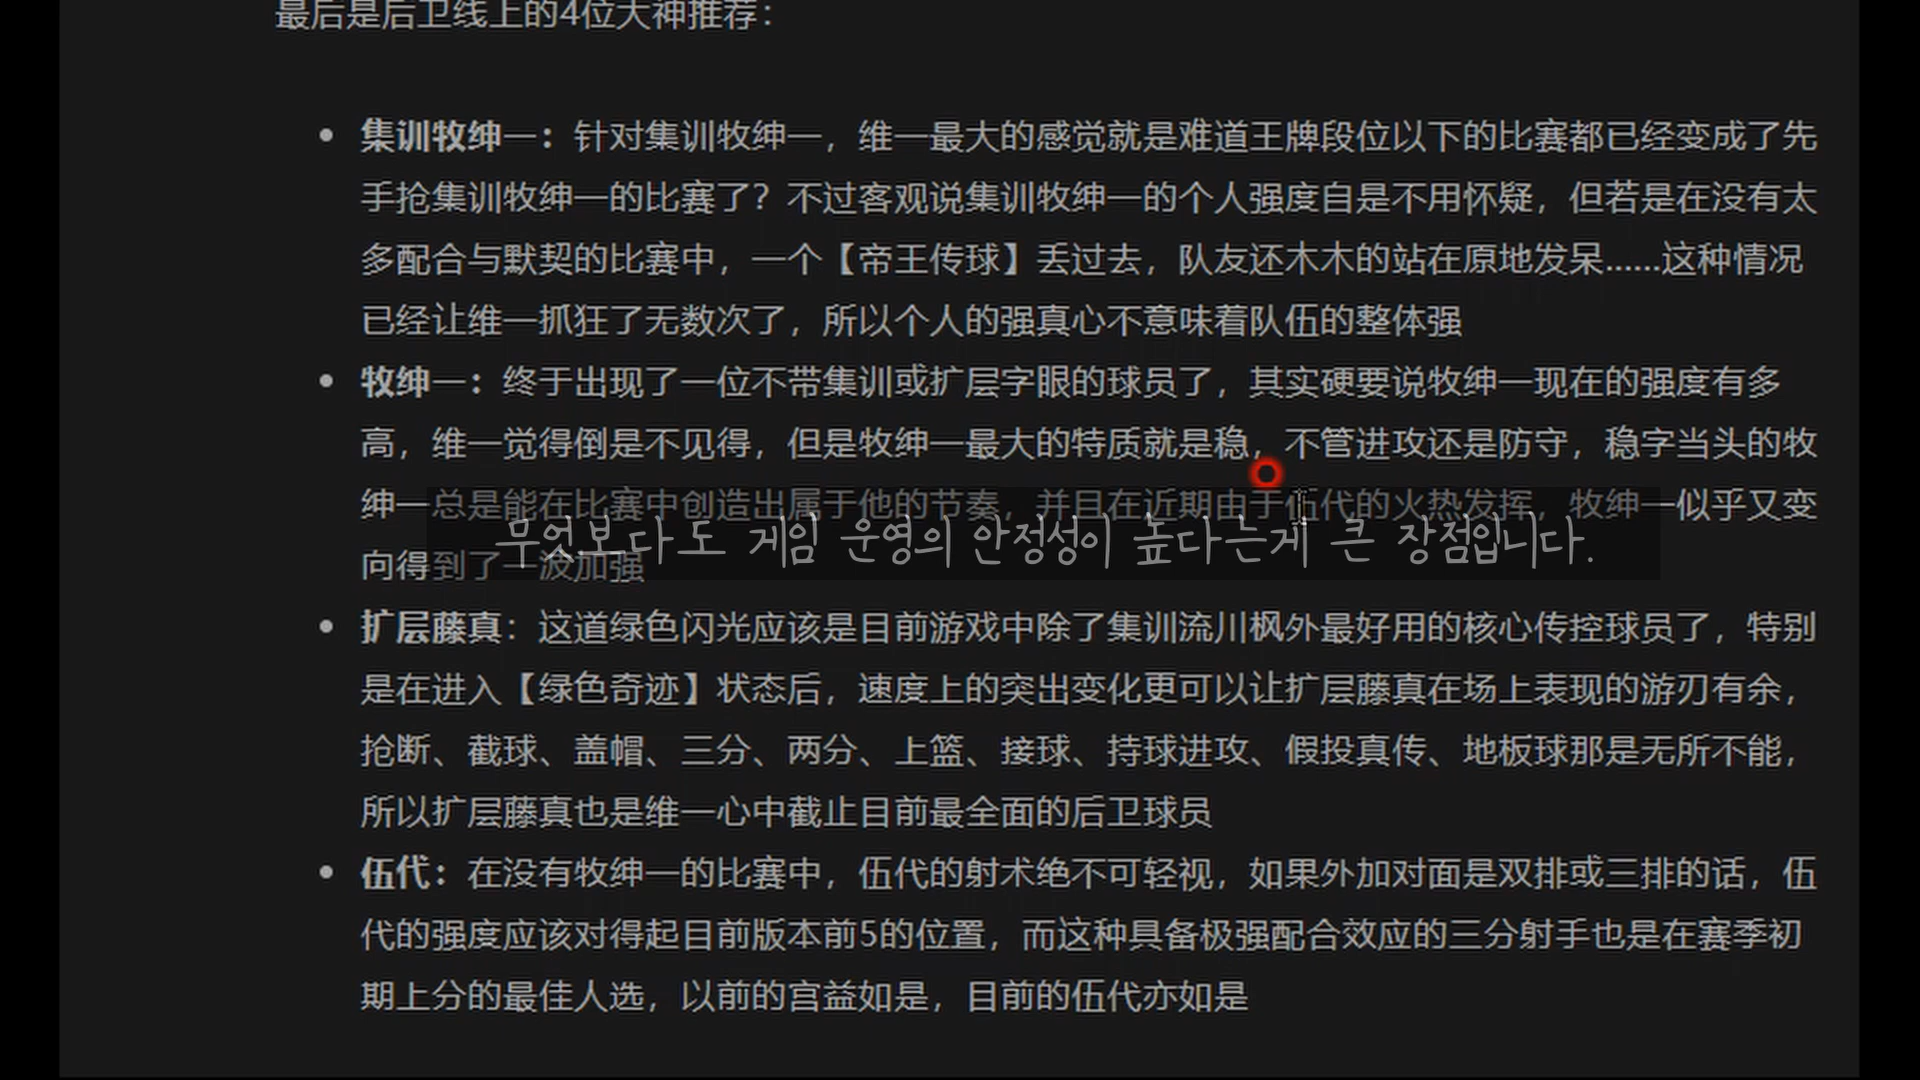 最后是后卫线上的4位大神推荐：
集训牧绅一：针对集训牧绅一，维一最大的感觉就是难道王牌段位以下的比赛都已经变成了先
手抢集训牧绅一的比赛了？不过客观说集训牧绅一的个人强度自是不用怀疑，但若是在没有太
多配合与默契的比赛中，一个【帝王传球】丢过去，队友还木木的站在原地发呆......这种情况
已经让维一抓狂了无数次了，所以个人的强真心不意味着队伍的整体强
牧绅一：终于出现了一位不带集训或扩层字眼的球员了，其实硬要说牧绅一现在的强度有多
高，维一觉得倒是不见得，但是牧绅一最大的特质就是稳，不管进攻还是防守，稳字当头的牧
绅一总是能在比赛中创造出属于他的节奏，并且在近期由于伍代的火热发挥，牧绅一似乎又变
무엇보다도 게임 운영의 안정성이 높다는게 큰 장점입니다.
向得到了一波加强
扩层藤真：这道绿色闪光应该是目前游戏中除了集训流川枫外最好用的核心传控球员了，特别
是在进入【绿色奇迹】状态后，速度上的突出变化更可以让扩层藤真在场上表现的游刃有余，
抢断、截球、盖帽、三分、两分、上篮、接球、持球进攻、假投真传、地板球那是无所不能，
所以扩层藤真也是维一心中截止目前最全面的后卫球员
伍代：在没有牧绅一的比赛中，伍代的射术绝不可轻视，如果外加对面是双排或三排的话，伍
代的强度应该对得起目前版本前5的位置，而这种具备极强配合效应的三分射手也是在赛季初
期上分的最佳人选，以前的宫益如是，目前的伍代亦如是